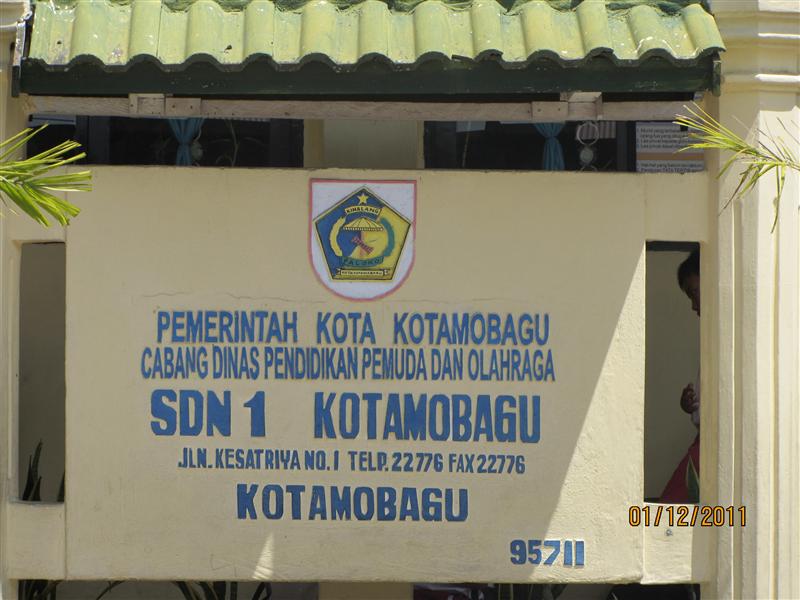 KOTAMOBAGU
PEMERINTAH KOTA KOTAMOBAGU
CABANG DINAS PENDIDIKAN PEMUDA DAN OLAHRAGA
SDN 1 KOTAMOBAGU
JLN. KESATRIYA NO. 1 TELP. 22776 FAX 22776
KOTAMOBAGU
95711
01/12/2011